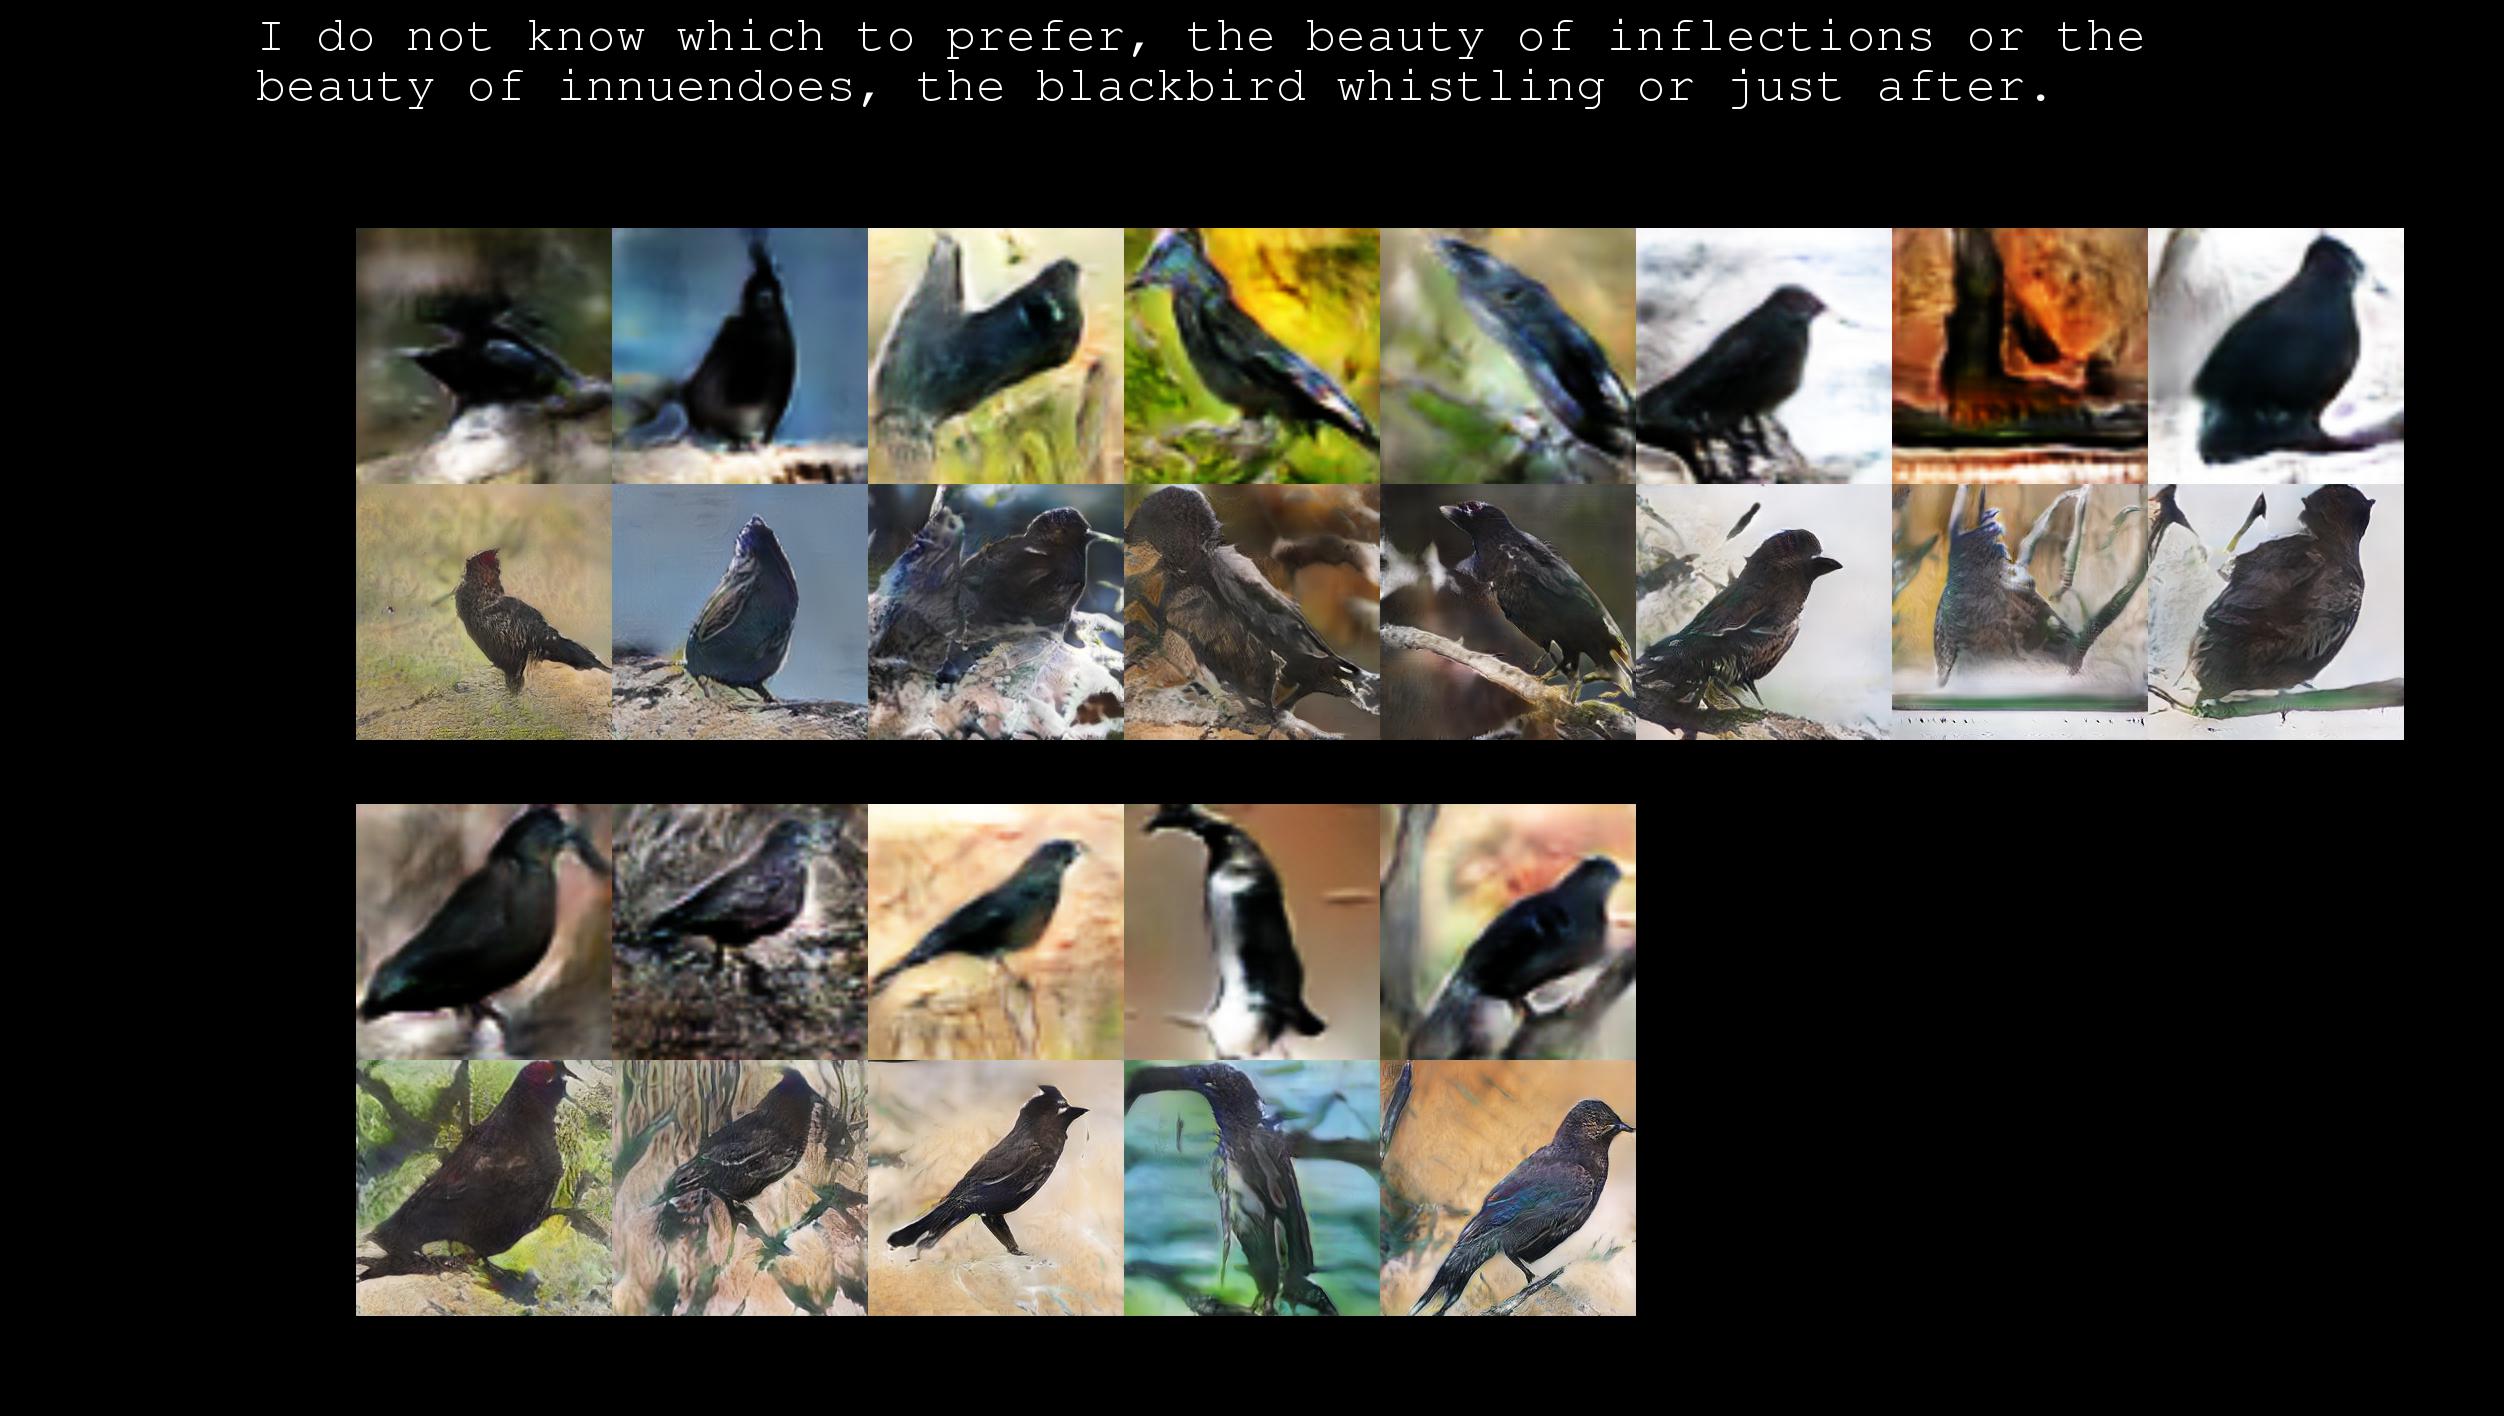 I do not know which to prefer, the beauty of inflections or the
beauty of innuendoes, the blackbird whistling or just after.